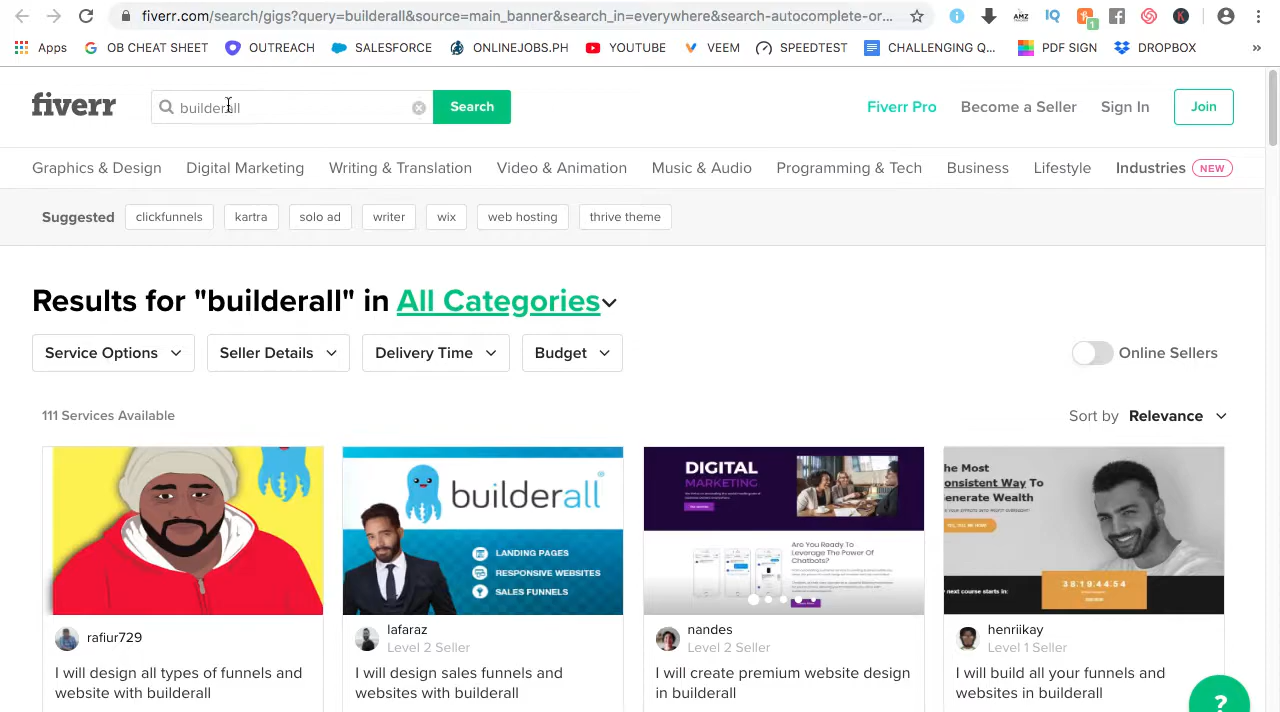 fiverr.com/search/gigs?query=builderall&source=main_banner&search_in=everywhere&search-autocomplete-or...
Apps OB CHEAT SHEET OUTREACH SALESFORCE ONLINEJOBS.PH YOUTUBE VEEM SPEEDTEST CHALLENGING Q... PDF SIGN DROPBOX »
fiverr builderall Search Fiverr Pro Become a Seller Sign In Join
Graphics & Design Digital Marketing Writing & Translation Video & Animation Music & Audio Programming & Tech Business Lifestyle Industries NEW
Suggested clickfunnels kartra solo ad writer wix web hosting thrive theme
Results for "builderall" in All Categories
Service Options Seller Details Delivery Time Budget Online Sellers
111 Services Available Sort by Relevance
builderall®
LANDING PAGES
RESPONSIVE WEBSITES
SALES FUNNELS
DIGITAL
MARKETING
Are You Ready To
Leverage The Power Of
Chatbots?
he Most
onsistent Way To
enerate Wealth
38.19.44.54
next course starts in:
rafiur729
I will design all types of funnels and
website with builderall
lafaraz
Level 2 Seller
I will design sales funnels and
websites with builderall
nandes
Level 2 Seller
I will create premium website design
in builderall
henriikay
Level 1 Seller
I will build all your funnels and
websites in builderall
?